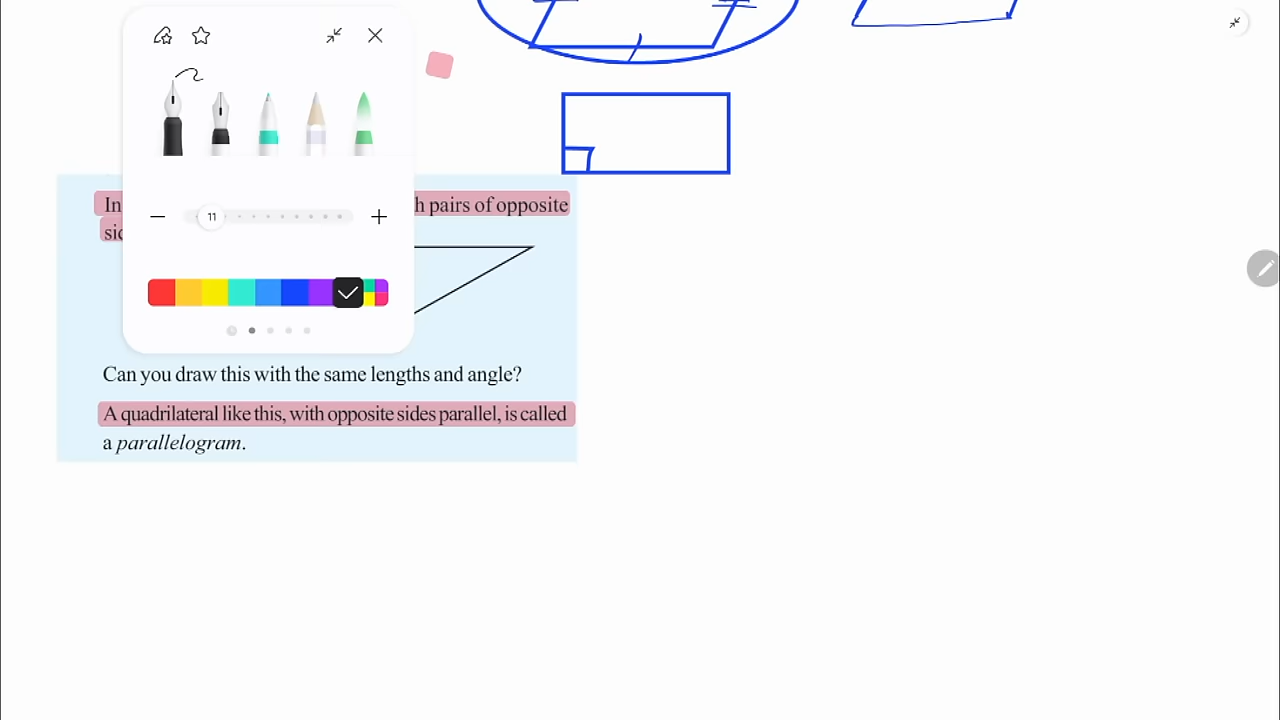 11
In
h pairs of opposite
sid
Can you draw this with the same lengths and angle?
A quadrilateral like this, with opposite sides parallel, is called
a parallelogram.